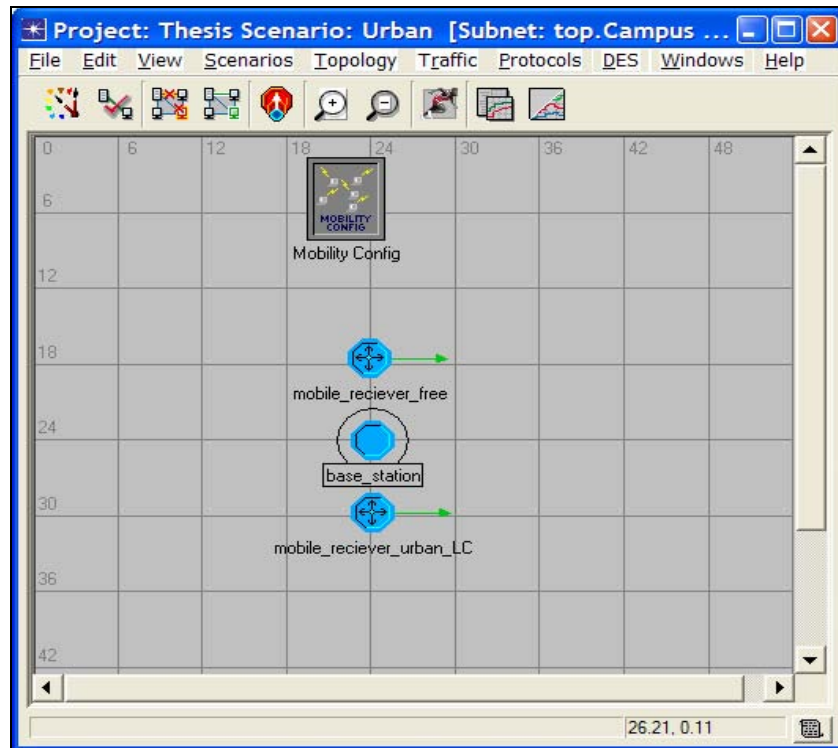 Project: Thesis Scenario: Urban [Subnet: top.Campus ...
File Edit View Scenarios Topology Traffic Protocols DES Windows Help
0 6 12 18 24 30 36 42 48
6
MOBILITY
CONFIG
Mobility Config
12
18
mobile_reciever_free
24
base_station
30
mobile_reciever_urban_LC
36
42
26.21, 0.11